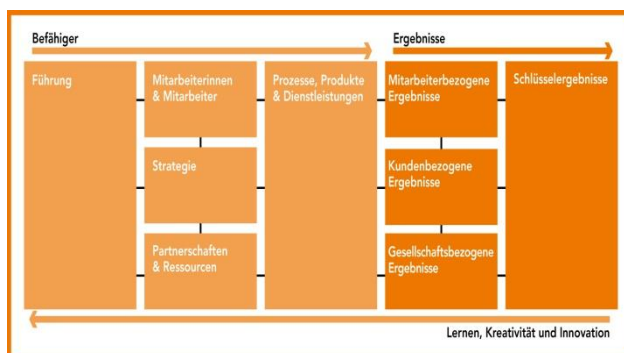 Befähiger
Ergebnisse
Führung
Mitarbeiterinnen
& Mitarbeiter
Prozesse, Produkte
& Dienstleistungen
Mitarbeiterbezogene
Ergebnisse
Schlüsselergebnisse
Strategie
Kundenbezogene
Ergebnisse
Partnerschaften
& Ressourcen
Gesellschaftsbezogene
Ergebnisse
Lernen, Kreativität und Innovation